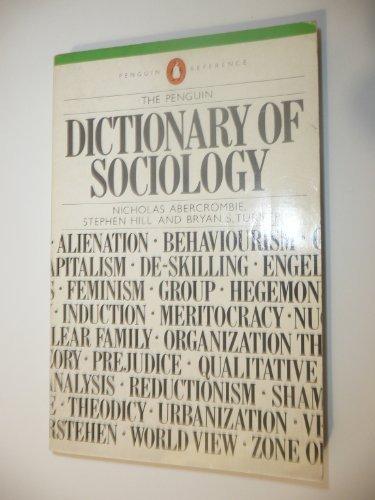 PENGUIN REFERENCE
THE PENGUIN
DICTIONARY OF
SOCIOLOGY
NICHOLAS ABERCROMBIE,
STEPHEN HILL AND BRYAN S. TURNER
· ALIENATION · BEHAVIOURISM · C
APITALISM · DE-SKILLING · ENGEL
S · FEMINISM · GROUP · HEGEMON
· INDUCTION · MERITOCRACY · NU
LEAR FAMILY · ORGANIZATION TH
ORY · PREJUDICE · QUALITATIVE
ANALYSIS · REDUCTIONISM · SHAM
E · THEODICY · URBANIZATION · VE
RSTEHEN · WORLD VIEW · ZONE O